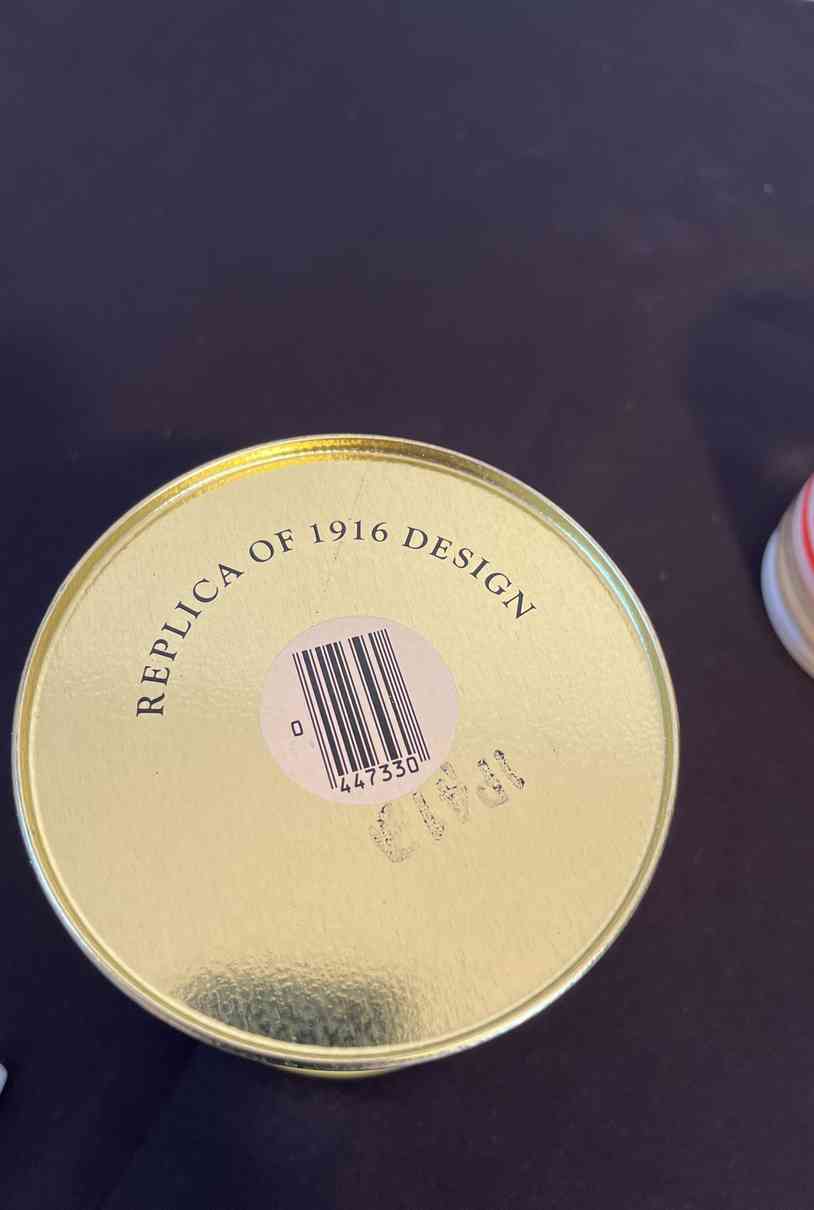 REPLICA OF 1916 DESIGN
0
447330